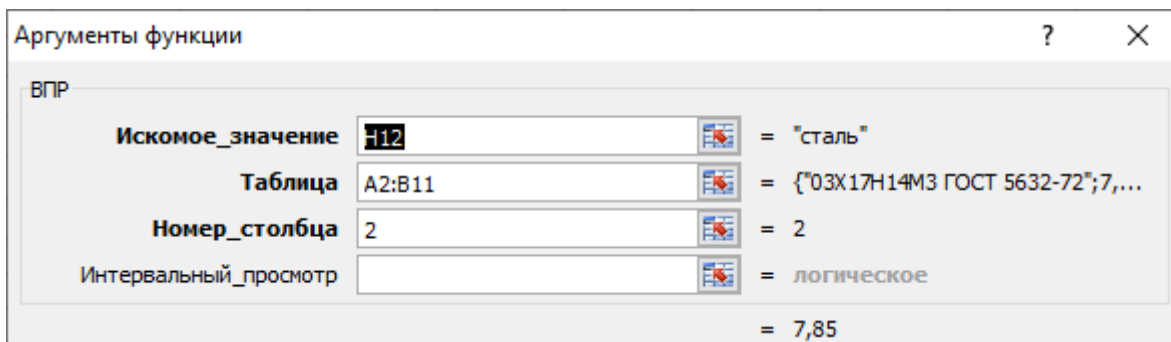 Аргументы функции ? ×
ВПР
Искомое_значение H12 = "сталь"
Таблица A2:B11 = {"03Х17Н14М3 ГОСТ 5632-72";7,...
Номер_столбца 2 = 2
Интервальный_просмотр = логическое
= 7,85